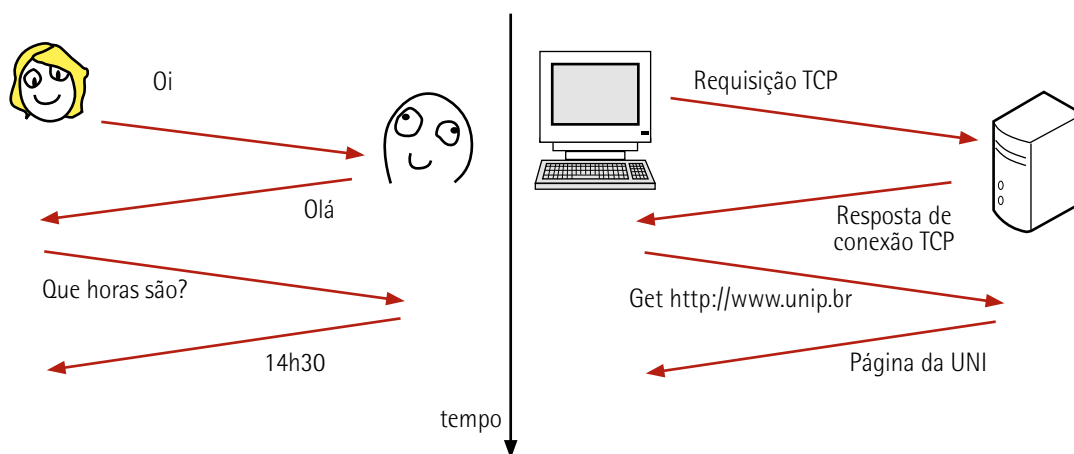 Oi
Olá
Que horas são?
14h30
tempo
Requisição TCP
Resposta de
conexão TCP
Get http://www.unip.br
Página da UNI